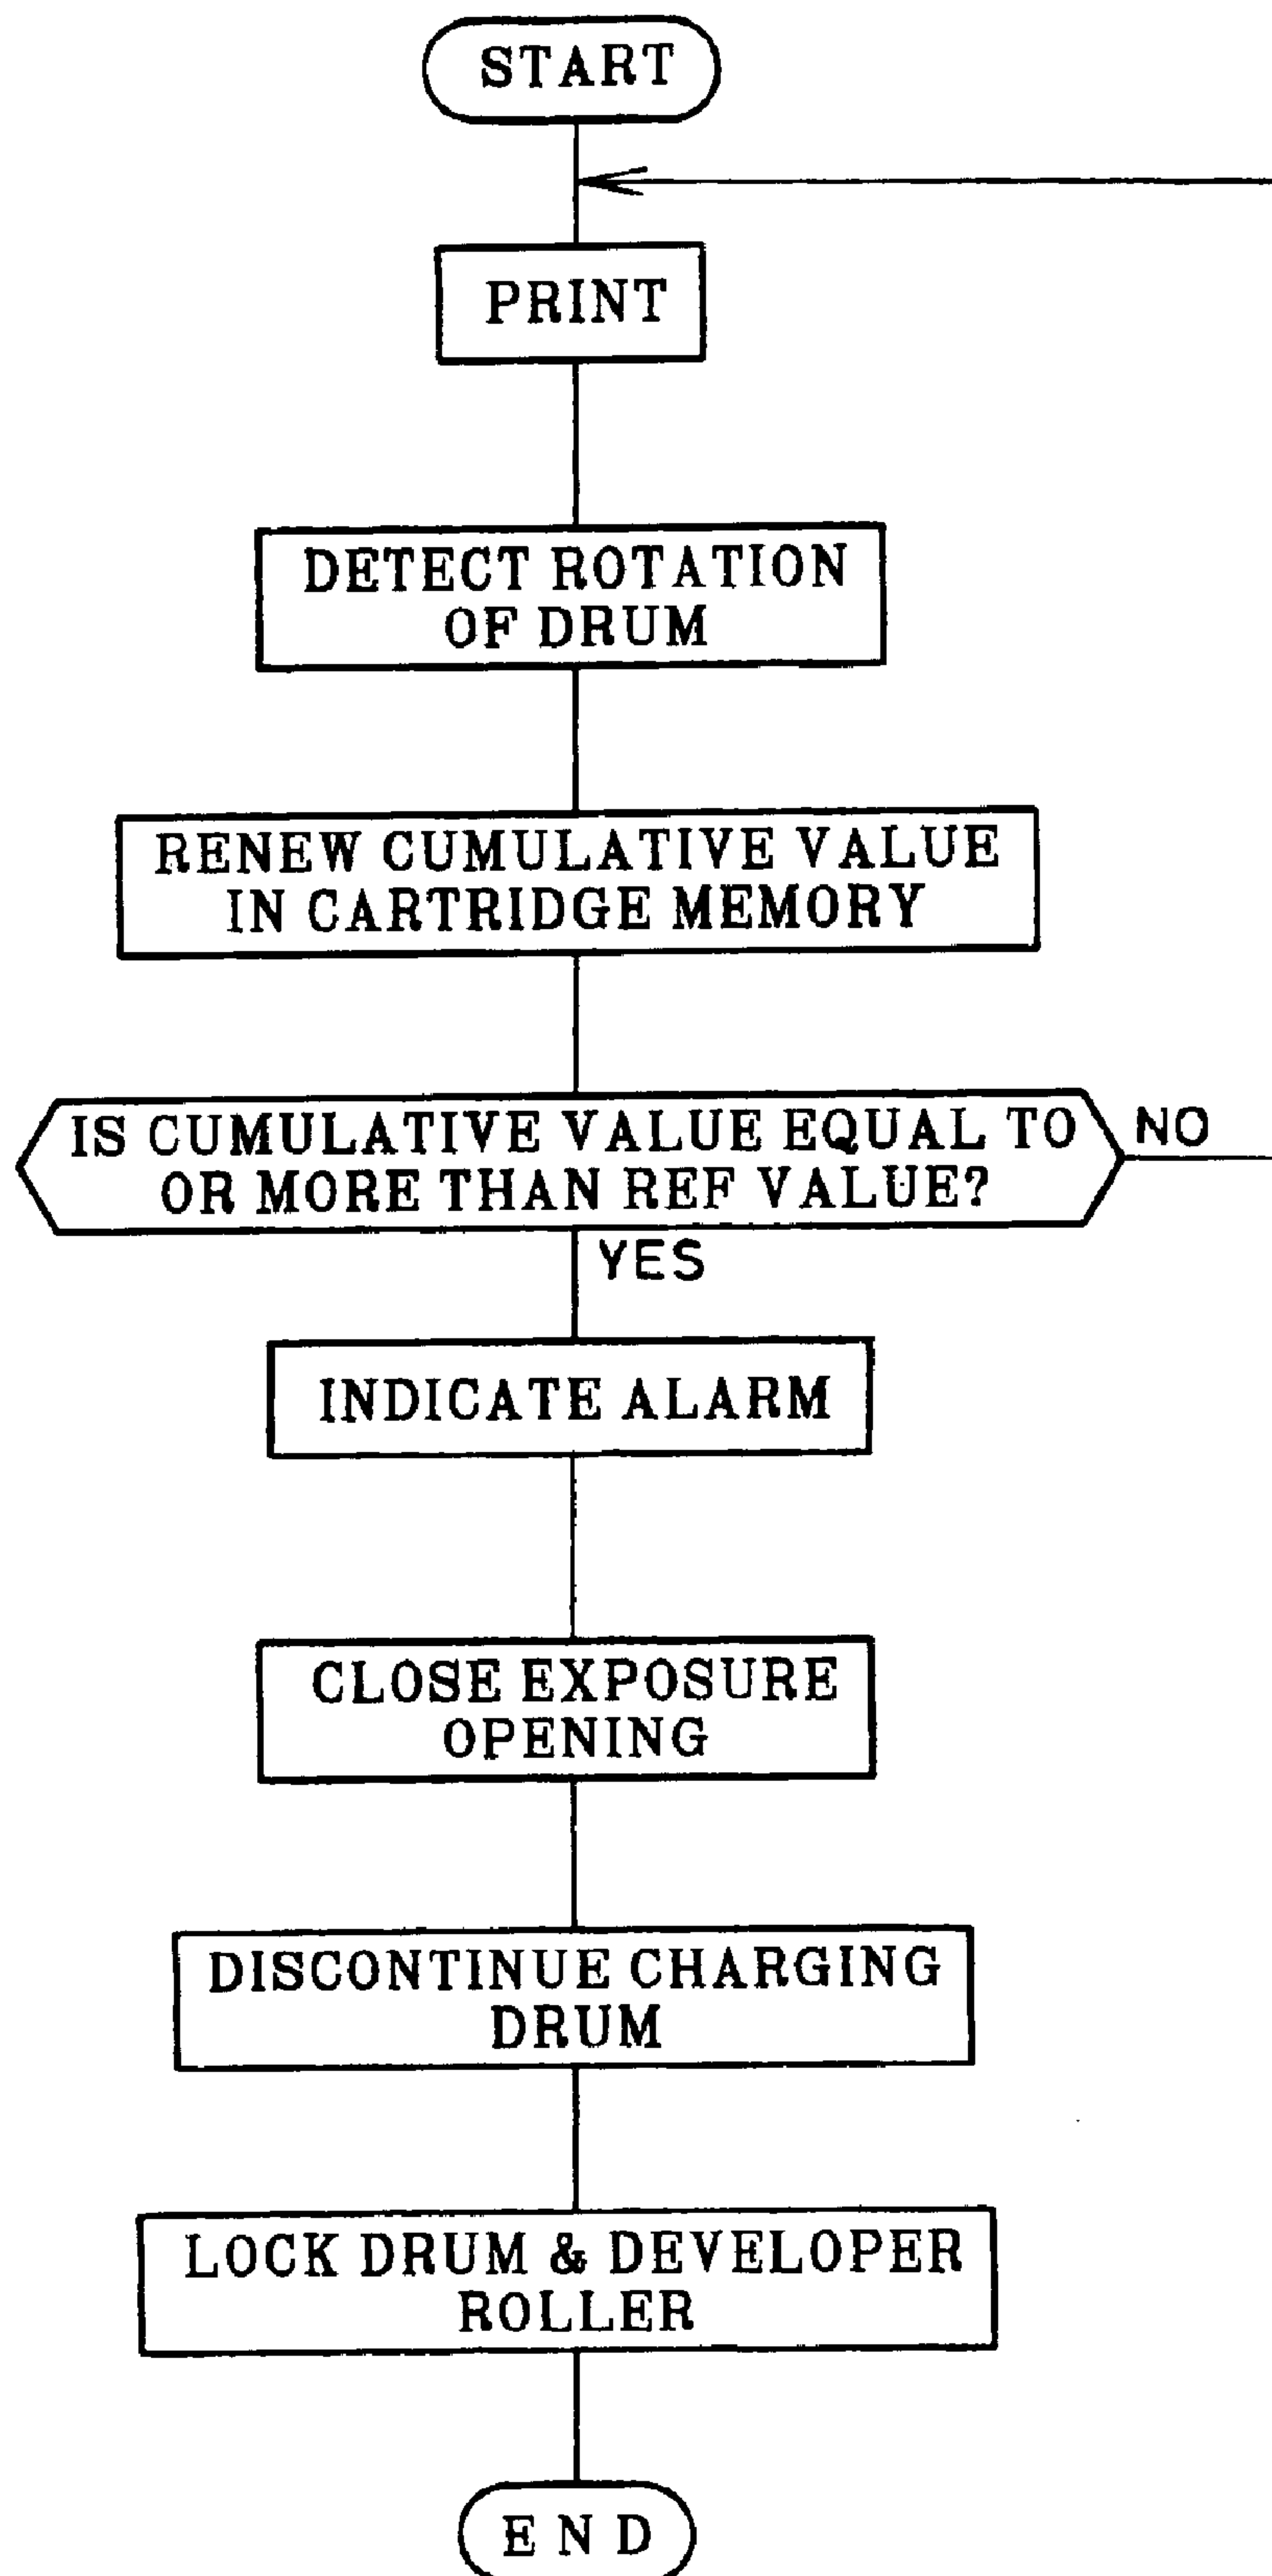 START
PRINT
DETECT ROTATION
OF DRUM
RENEW CUMULATIVE VALUE
IN CARTRIDGE MEMORY
IS CUMULATIVE VALUE EQUAL TO
OR MORE THAN REF VALUE?
NO
YES
INDICATE ALARM
CLOSE EXPOSURE
OPENING
DISCONTINUE CHARGING
DRUM
LOCK DRUM & DEVELOPER
ROLLER
END